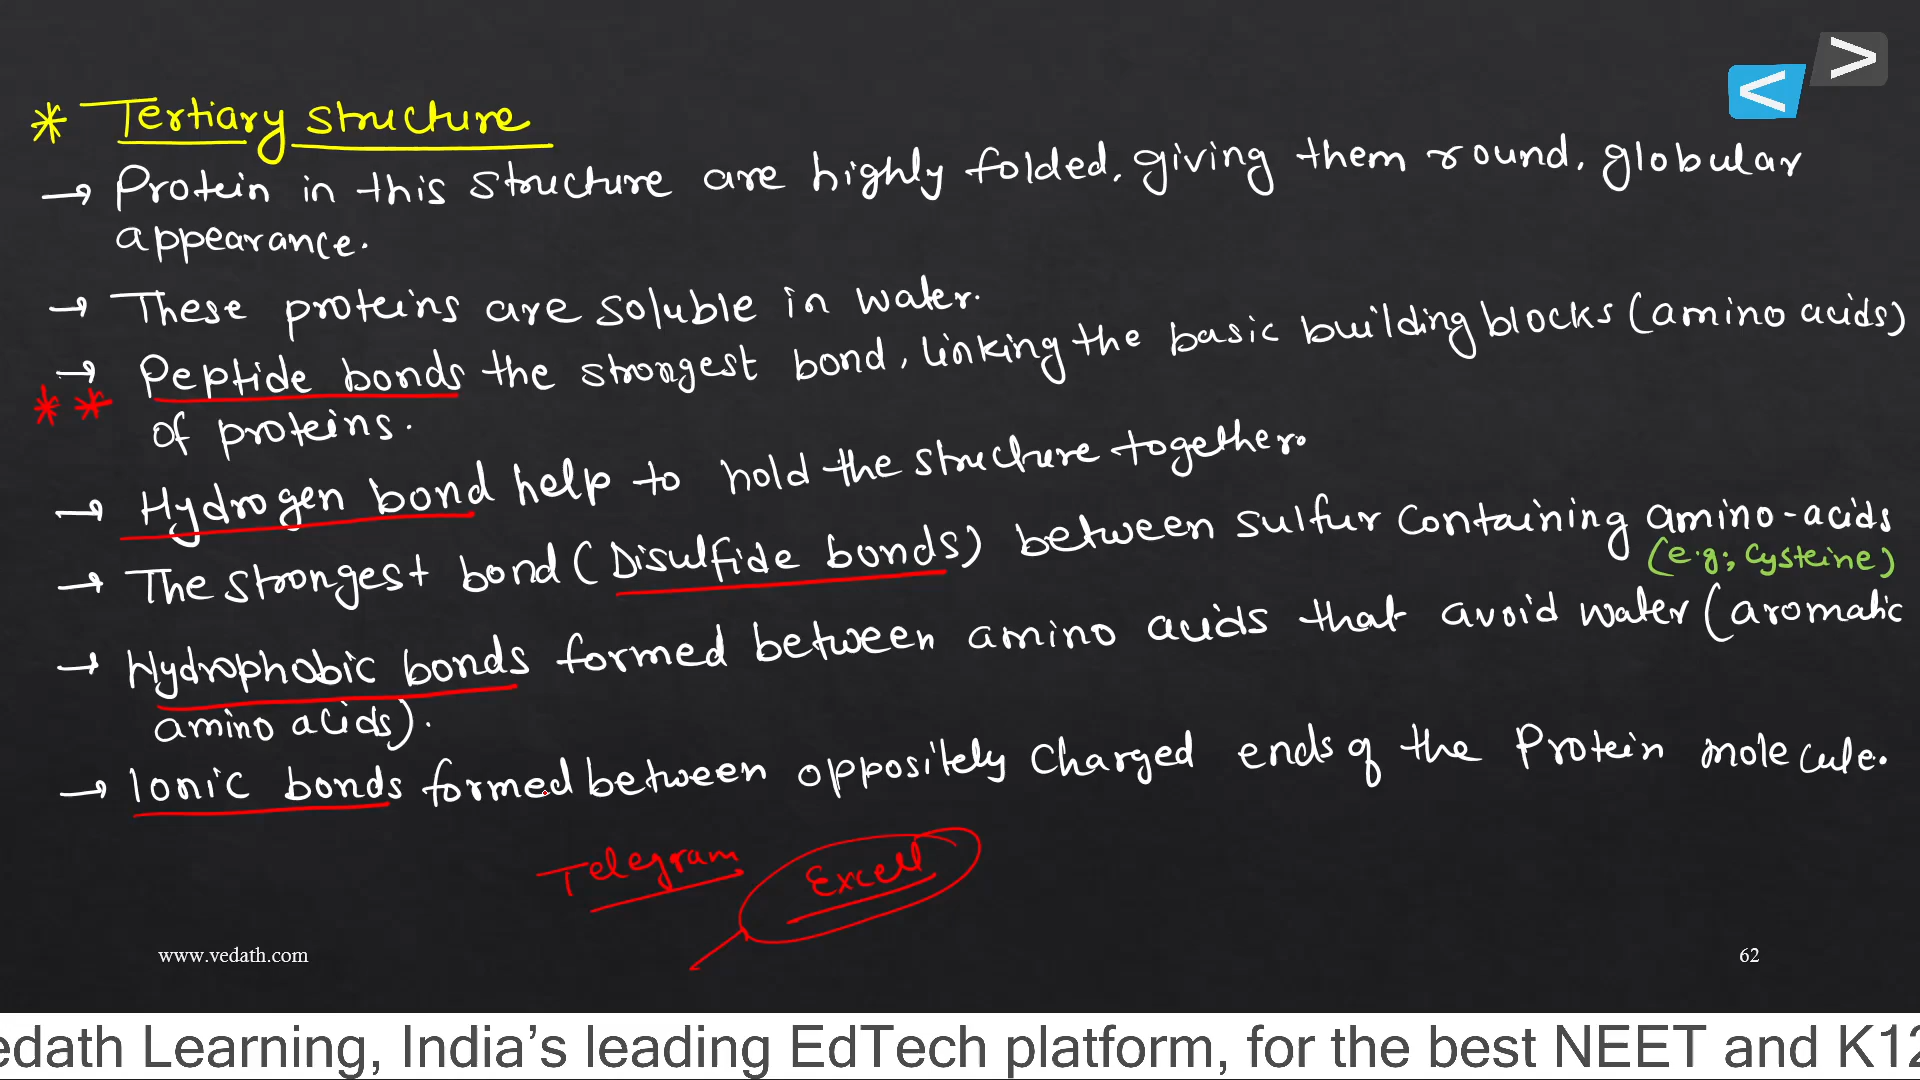 * Tertiary structure
→ Protein in this structure are highly folded, giving them round, globular
appearance.
→ These proteins are soluble in water.
→ Peptide bonds the strongest bond, linking the basic building blocks (amino acids)
** of proteins.
→ Hydrogen bond help to hold the structure together.
→ The strongest bond (Disulfide bonds) between sulfur containing amino-acids
(e.g; cysteine)
→ Hydrophobic bonds formed between amino acids that avoid water (aromatic
amino acids).
→ Ionic bonds formed between oppositely charged ends of the Protein molecule.
Telegram Excell
www.vedath.com 62
edath Learning, India's leading EdTech platform, for the best NEET and K12